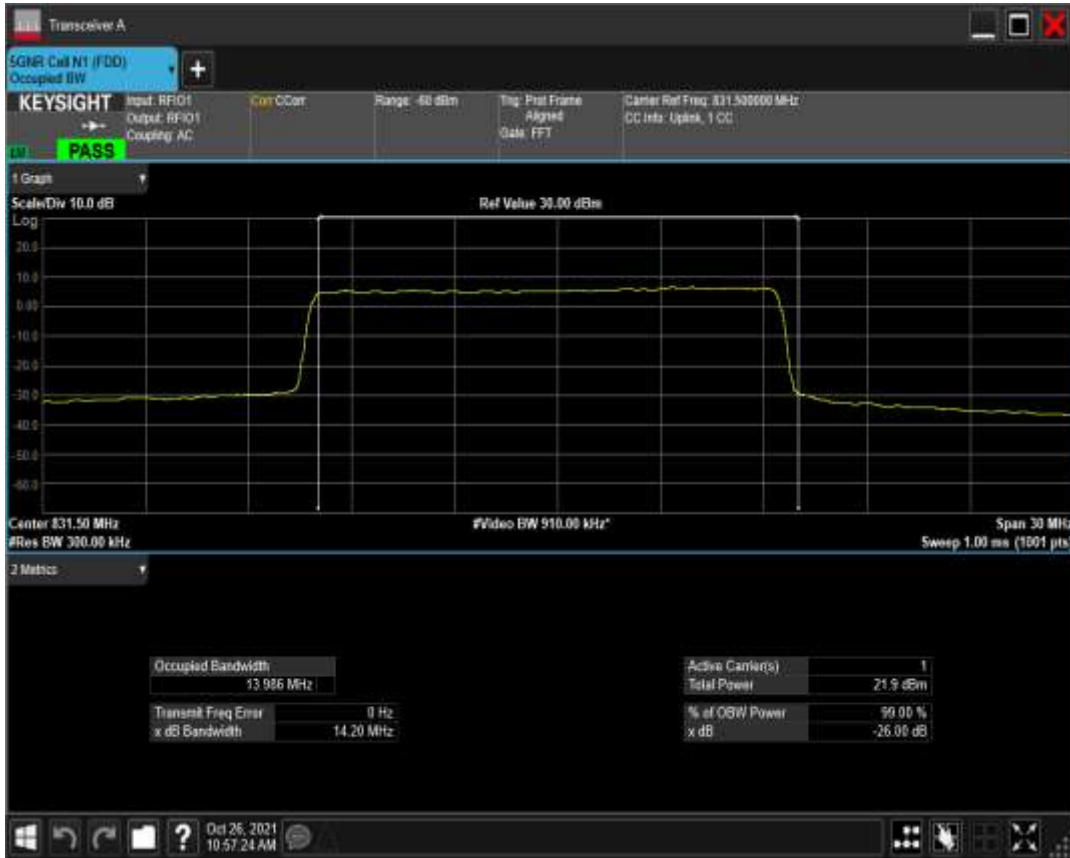 Transceiver A
5GNR Cell N1 (FDD)
Occupied BW
KEYSIGHT
PASS
Input: RFIO1
Output: RFIO1
Coupling: AC
Corr CCorr
Range: -60 dBm
Trig: Prot Frame
Aligned
Gate: FFT
Carrier Ref Freq: 831.500000 MHz
CC Info: Uplink, 1 CC
1 Graph
Scale/Div 10.0 dB
Ref Value 30.00 dBm
Log
20.0
10.0
0.00
-10.0
-20.0
-30.0
-40.0
-50.0
-60.0
Center 831.50 MHz
#Video BW 910.00 kHz*
Span 30 MHz
#Res BW 300.00 kHz
Sweep 1.00 ms (1001 pts)
2 Metrics
Occupied Bandwidth
13.986 MHz
Transmit Freq Error 0 Hz
x dB Bandwidth 14.20 MHz
Active Carrier(s) 1
Total Power 21.9 dBm
% of OBW Power 99.00 %
x dB -26.00 dB
?
Oct 26, 2021
10:57:24 AM